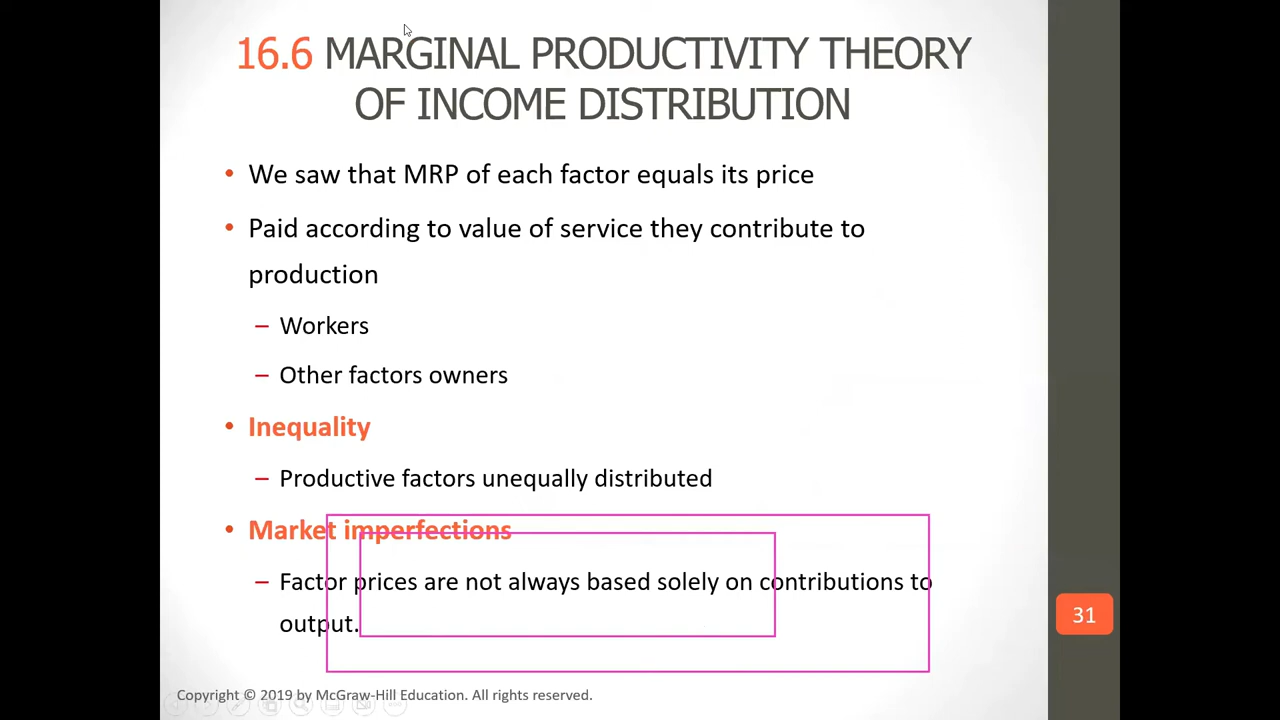 16.6 MARGINAL PRODUCTIVITY THEORY
OF INCOME DISTRIBUTION
• We saw that MRP of each factor equals its price
• Paid according to value of service they contribute to
production
– Workers
– Other factors owners
• Inequality
– Productive factors unequally distributed
• Market imperfections
– Factor prices are not always based solely on contributions to
output.
31
Copyright © 2019 by McGraw-Hill Education. All rights reserved.